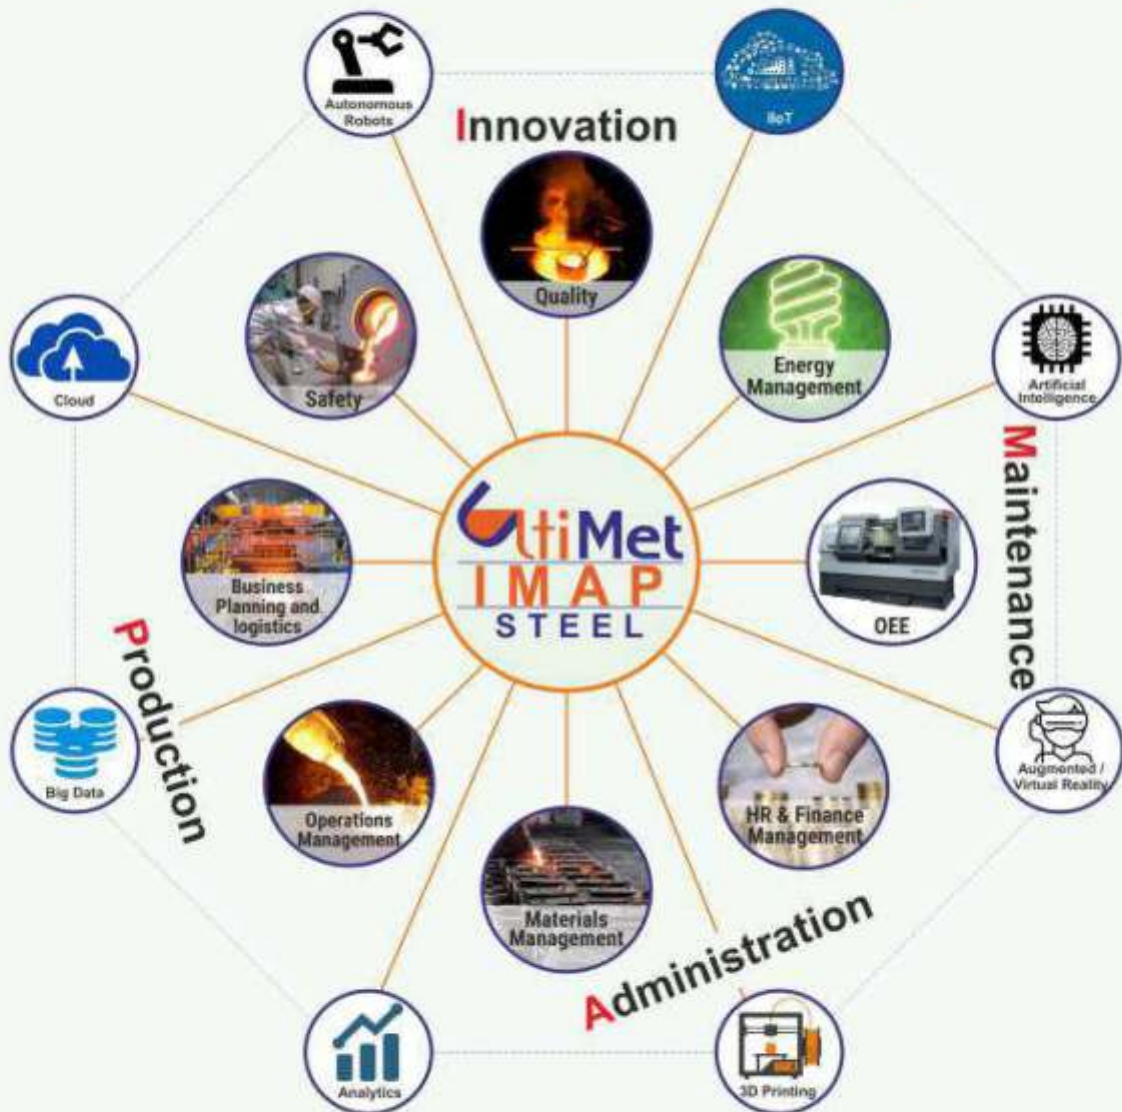 Autonomous
Robots
IIoT
Innovation
Quality
Safety
Energy
Management
Cloud
Artificial
Intelligence
Maintenance
UltiMet
IMAP
STEEL
Business
Planning and
logistics
OEE
Production
Big Data
Operations
Management
HR & Finance
Management
Augmented /
Virtual Reality
Materials
Management
Administration
Analytics
3D Printing